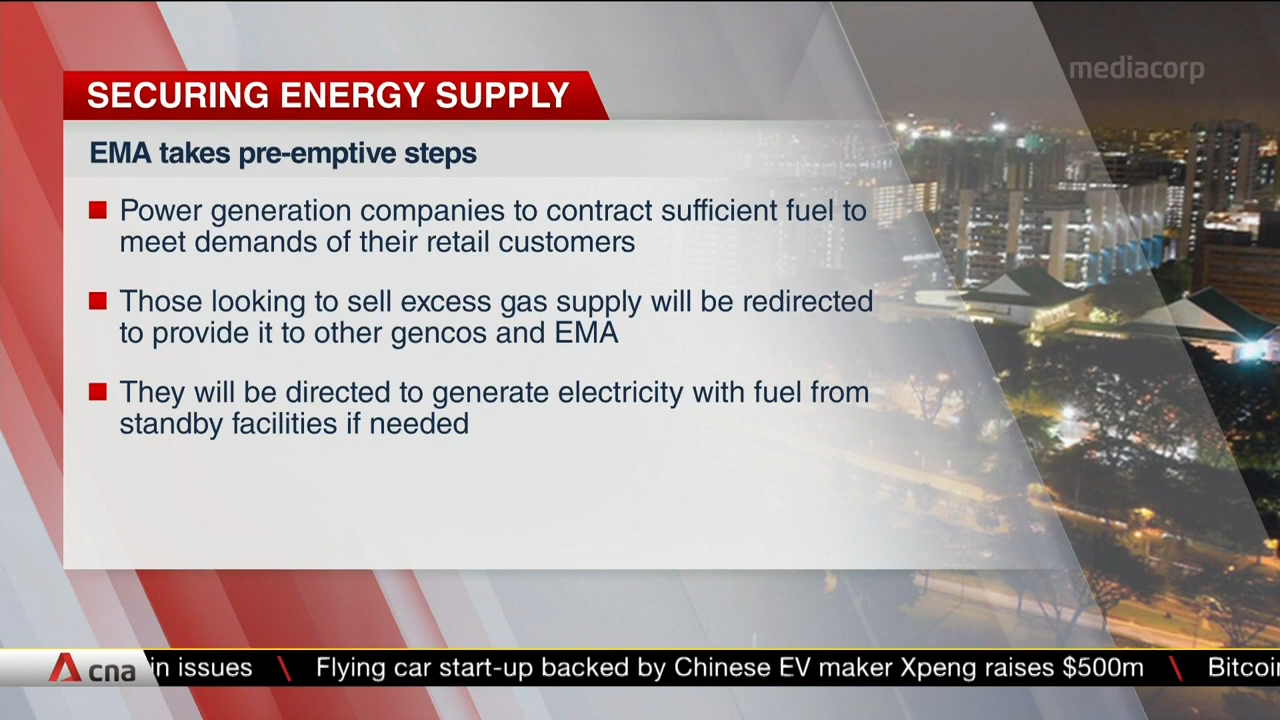 mediacorp
SECURING ENERGY SUPPLY
EMA takes pre-emptive steps
Power generation companies to contract sufficient fuel to
meet demands of their retail customers
Those looking to sell excess gas supply will be redirected
to provide it to other gencos and EMA
They will be directed to generate electricity with fuel from
standby facilities if needed
cna in issues \ Flying car start-up backed by Chinese EV maker Xpeng raises $500m \ Bitcoi